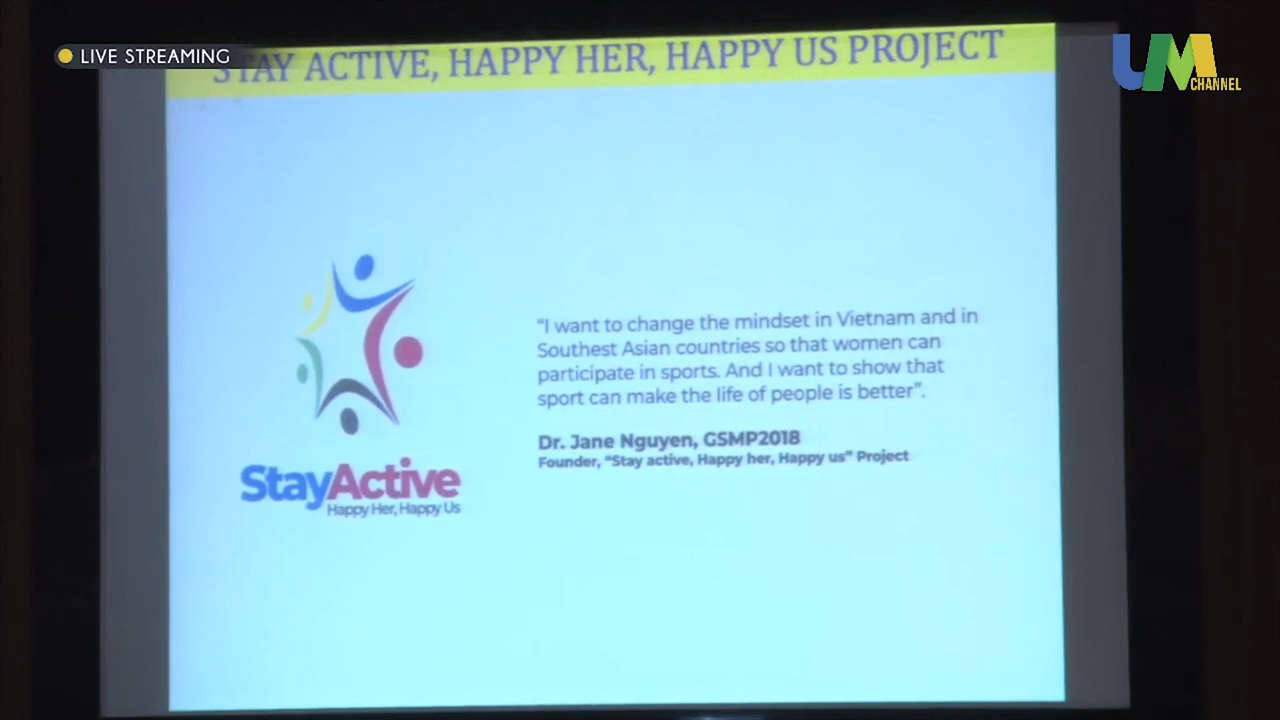 LIVE STREAMING
UM
CHANNEL
STAY ACTIVE, HAPPY HER, HAPPY US PROJECT
“I want to change the mindset in Vietnam and in
Southest Asian countries so that women can
participate in sports. And I want to show that
sport can make the life of people is better”.
Dr. Jane Nguyen, GSMP2018
Founder, “Stay active, Happy her, Happy us” Project
StayActive
Happy Her, Happy Us